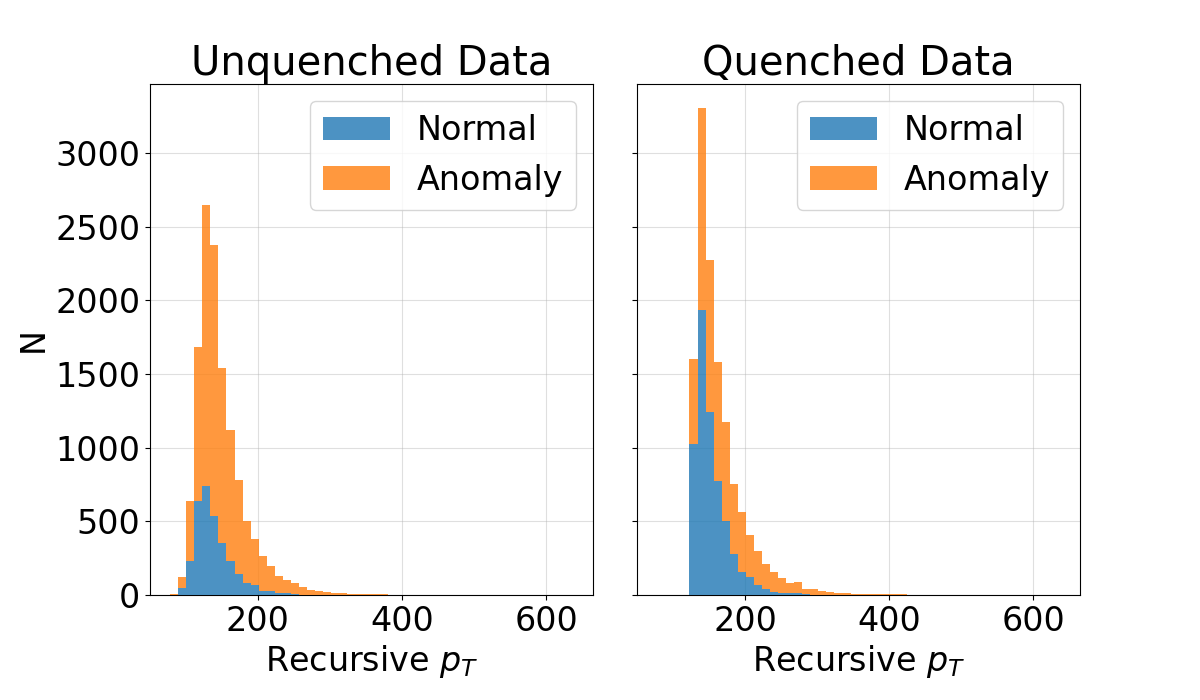 Unquenched Data
Normal
Anomaly
N
3000
2500
2000
1500
1000
500
0
200 400 600
Recursive $p_T$
Quenched Data
Normal
Anomaly
200 400 600
Recursive $p_T$